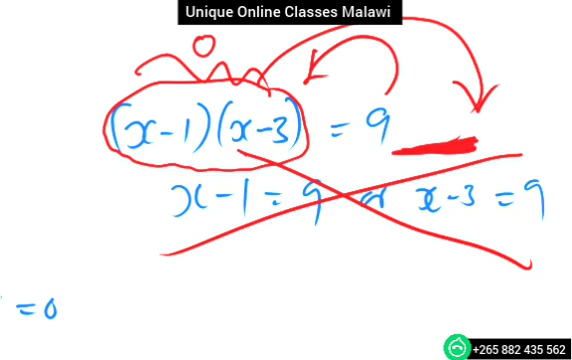 Unique Online Classes Malawi
0
(x-1)(x-3) = 9
x-1 = 9 or x-3 = 9
= 0
+265 882 435 562